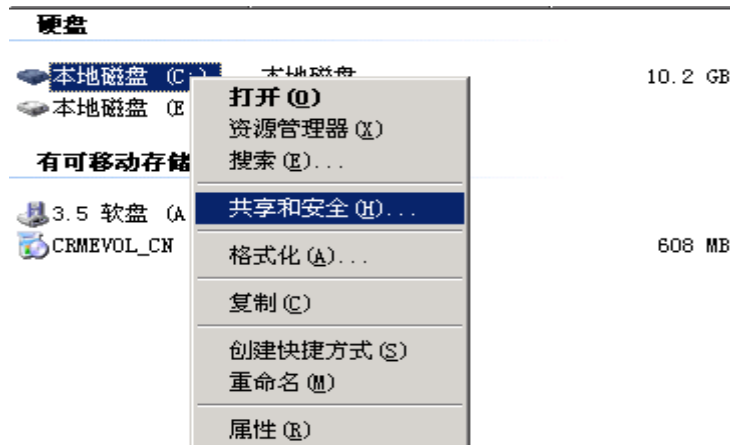 硬盘
本地磁盘 (C:) 本地磁盘 10.2 GB
本地磁盘 (E
有可移动存储
3.5 软盘 (A
CRMEVOL_CN 608 MB
打开(O)
资源管理器(X)
搜索(E)...
共享和安全(H)...
格式化(A)...
复制(C)
创建快捷方式(S)
重命名(M)
属性(R)